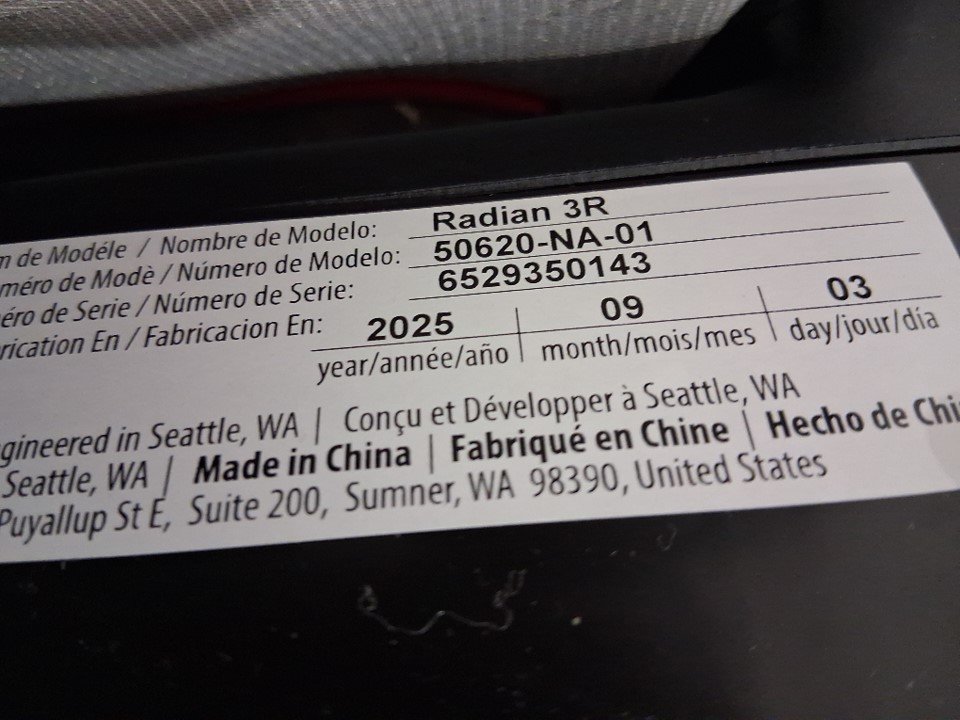 de Modéle / Nombre de Modelo: Radian 3R
méro de Modè / Número de Modelo: 50620-NA-01
éro de Serie / Número de Serie: 6529350143
rication En / Fabricacion En: 2025 09 03
year/année/año month/mois/mes day/jour/día
gineered in Seattle, WA | Conçu et Développer à Seattle, WA
Seattle, WA | Made in China | Fabriqué en Chine | Hecho de Chi
Puyallup St E, Suite 200, Sumner, WA 98390, United States